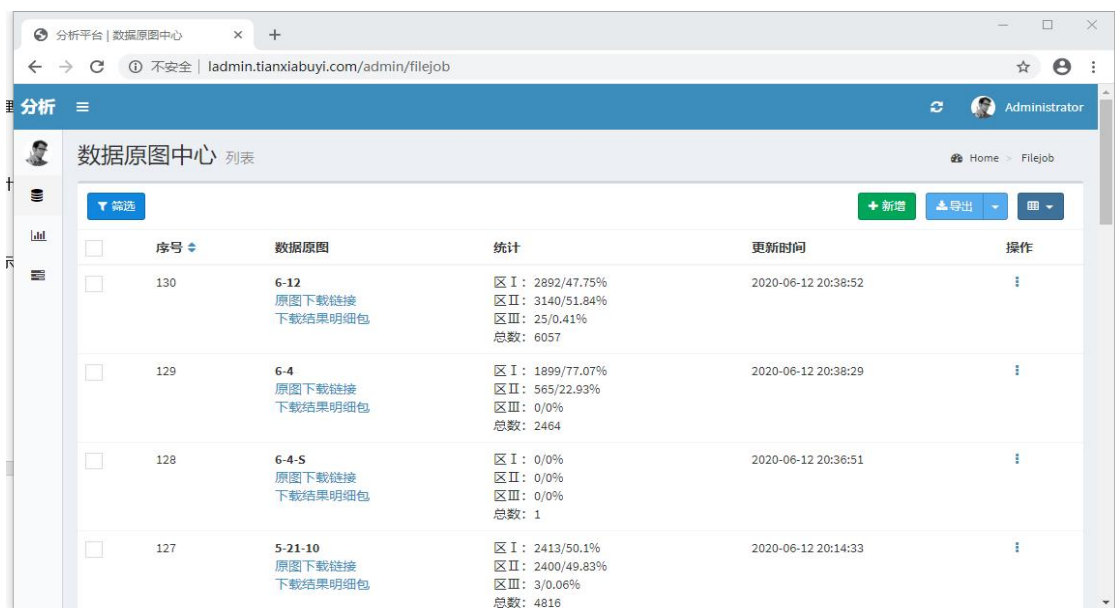 分析平台 | 数据原图中心
不安全 | ladmin.tianxiabuyi.com/admin/filejob
分析 Administrator
数据原图中心 列表 Home > Filejob
筛选 新增 导出
序号 数据原图 统计 更新时间 操作
130 6-12 区Ⅰ: 2892/47.75% 2020-06-12 20:38:52
原图下载链接 区Ⅱ: 3140/51.84%
下载结果明细包 区Ⅲ: 25/0.41%
总数: 6057
129 6-4 区Ⅰ: 1899/77.07% 2020-06-12 20:38:29
原图下载链接 区Ⅱ: 565/22.93%
下载结果明细包 区Ⅲ: 0/0%
总数: 2464
128 6-4-S 区Ⅰ: 0/0% 2020-06-12 20:36:51
原图下载链接 区Ⅱ: 0/0%
下载结果明细包 区Ⅲ: 0/0%
总数: 1
127 5-21-10 区Ⅰ: 2413/50.1% 2020-06-12 20:14:33
原图下载链接 区Ⅱ: 2400/49.83%
下载结果明细包 区Ⅲ: 3/0.06%
总数: 4816